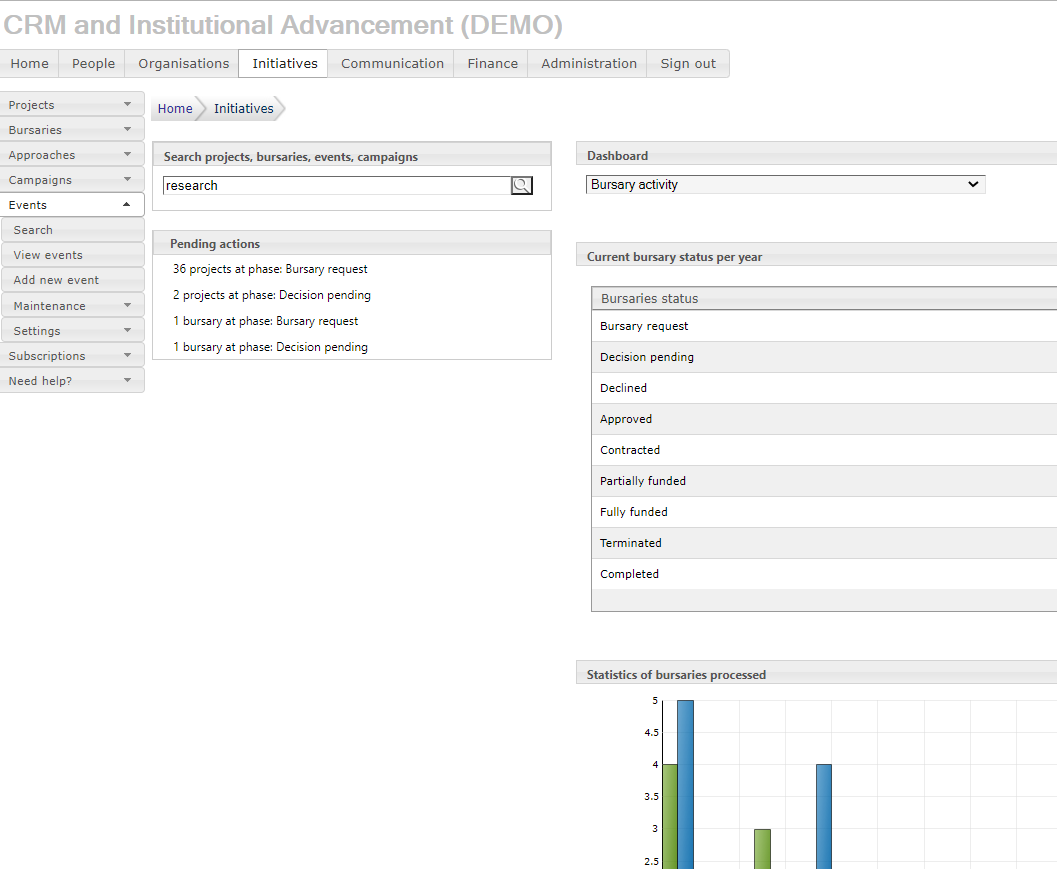 CRM and Institutional Advancement (DEMO)
Home People Organisations Initiatives Communication Finance Administration Sign out
Projects
Bursaries
Approaches
Campaigns
Events
Search
View events
Add new event
Maintenance
Settings
Subscriptions
Need help?
Home Initiatives
Search projects, bursaries, events, campaigns
research
Pending actions
36 projects at phase: Bursary request
2 projects at phase: Decision pending
1 bursary at phase: Bursary request
1 bursary at phase: Decision pending
Dashboard
Bursary activity
Current bursary status per year
Bursaries status
Bursary request
Decision pending
Declined
Approved
Contracted
Partially funded
Fully funded
Terminated
Completed
Statistics of bursaries processed
5
4.5
4
3.5
3
2.5